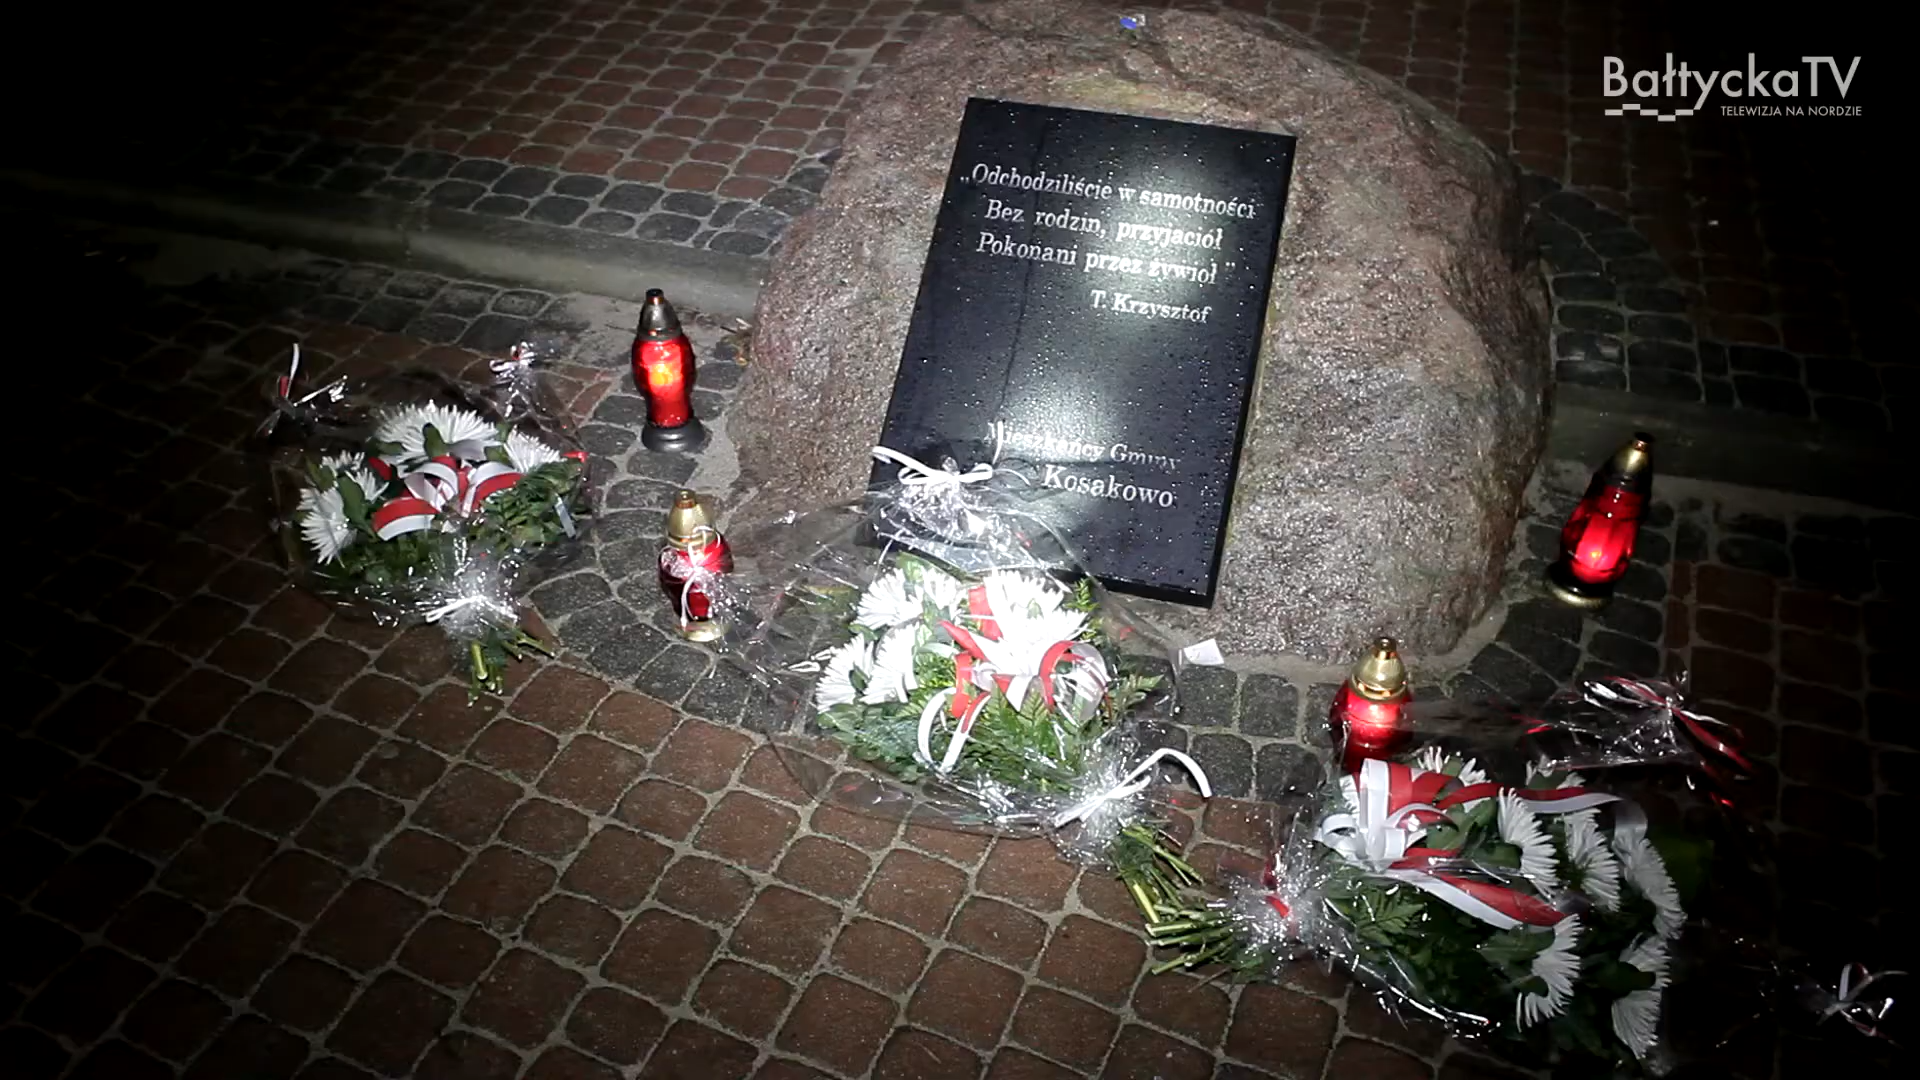 BałtyckaTV
TELEWIZJA NA NORDZIE
„Odchodziliście w samotności
Bez rodzin, przyjaciół
Pokonani przez żywioł”
T. Krzysztof
Mieszkańcy Gminy
Kosakowo